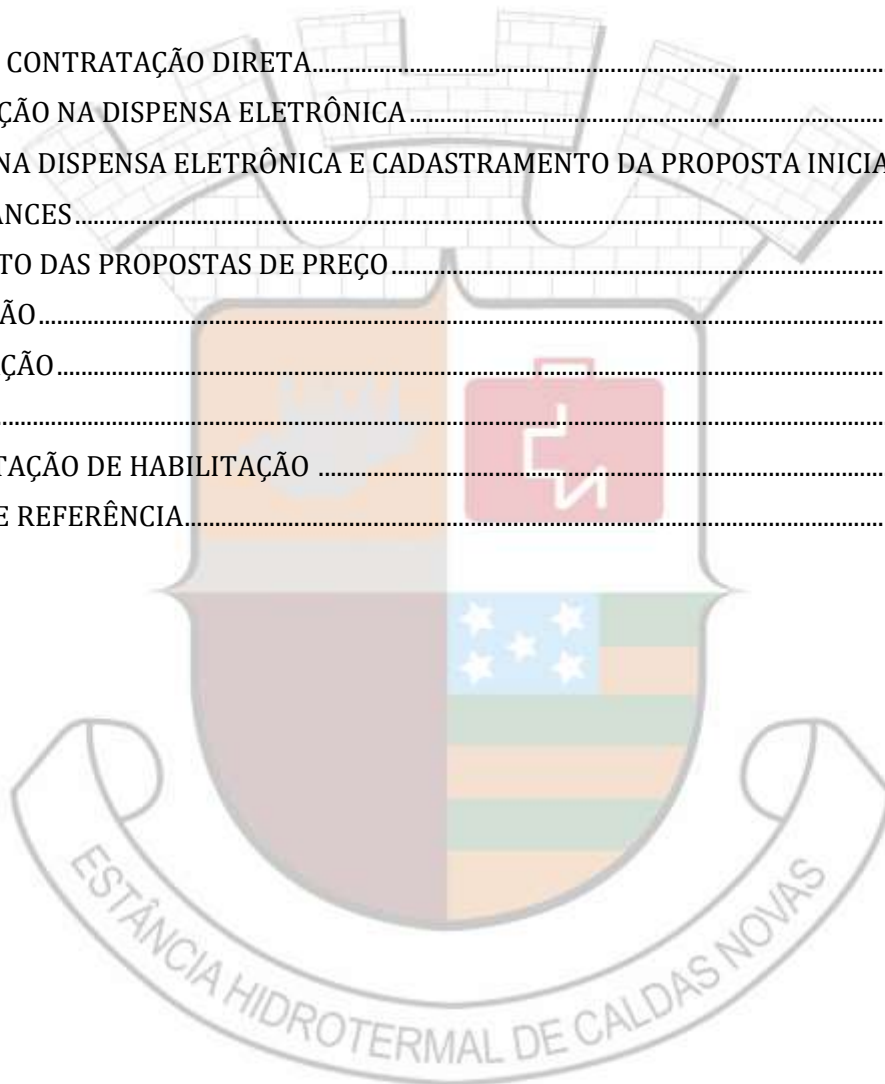 CONTRATAÇÃO DIRETA
ÇÃO NA DISPENSA ELETRÔNICA
NA DISPENSA ELETRÔNICA E CADASTRAMENTO DA PROPOSTA INICIA
ANCES
TO DAS PROPOSTAS DE PREÇO
ÃO
ÇÃO
TAÇÃO DE HABILITAÇÃO
E REFERÊNCIA
ESTÂNCIA HIDROTERMAL DE CALDAS NOVAS